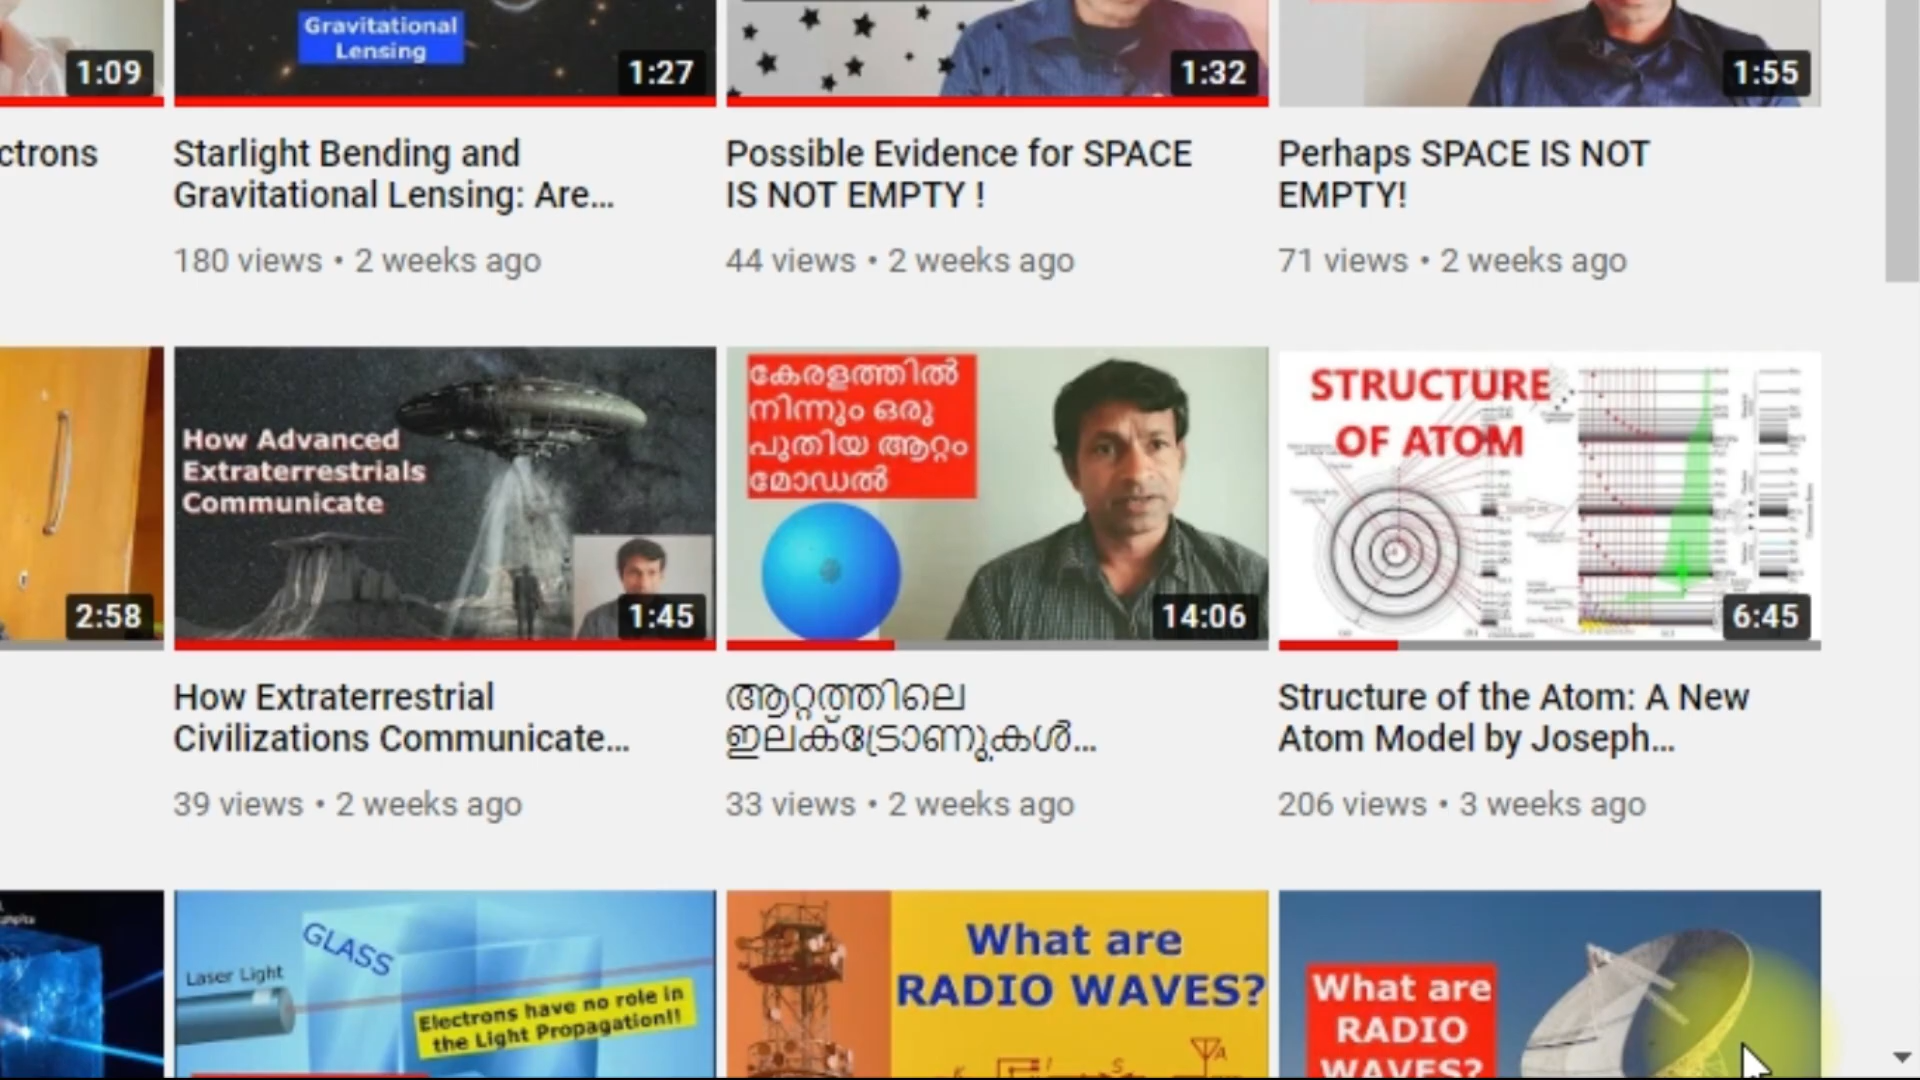 Gravitational
Lensing
1:09
1:27
1:32
1:55
ctrons
Starlight Bending and
Gravitational Lensing: Are...
180 views • 2 weeks ago
Possible Evidence for SPACE
IS NOT EMPTY !
44 views • 2 weeks ago
Perhaps SPACE IS NOT
EMPTY!
71 views • 2 weeks ago
2:58
How Advanced
Extraterrestrials
Communicate
1:45
കേരളത്തിൽ
നിന്നും ഒരു
പുതിയ ആറ്റം
മോഡൽ
14:06
STRUCTURE
OF ATOM
6:45
How Extraterrestrial
Civilizations Communicate...
39 views • 2 weeks ago
ആറ്റത്തിലെ
ഇലക്ട്രോണുകൾ...
33 views • 2 weeks ago
Structure of the Atom: A New
Atom Model by Joseph...
206 views • 3 weeks ago
GLASS
Laser Light
Electrons have no role in
the Light Propagation!!
What are
RADIO WAVES?
K
I
S
A
What are
RADIO
WAVES?